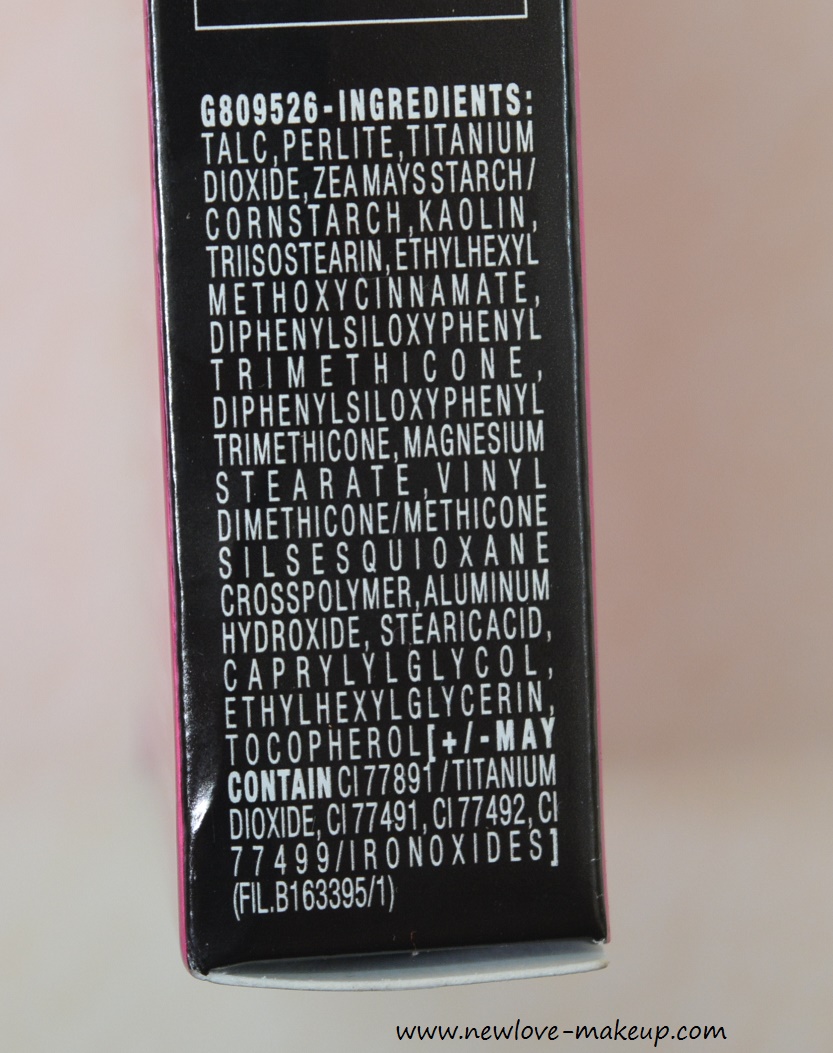 G809526-INGREDIENTS:
TALC, PERLITE, TITANIUM
DIOXIDE, ZEA MAYS STARCH/
CORNSTARCH, KAOLIN,
TRIISOSTEARIN, ETHYLHEXYL
METHOXYCINNAMATE,
DIPHENYLSILOXYPHENYL
TRIMETHICONE,
DIPHENYLSILOXYPHENYL
TRIMETHICONE, MAGNESIUM
STEARATE, VINYL
DIMETHICONE/METHICONE
SILSESQUIOXANE
CROSSPOLYMER, ALUMINUM
HYDROXIDE, STEARIC ACID,
CAPRYLYL GLYCOL,
ETHYLHEXYLGLYCERIN,
TOCOPHEROL [+/-MAY
CONTAIN CI 77891/TITANIUM
DIOXIDE, CI 77491, CI 77492, CI
77499/IRON OXIDES]
(FIL.B163395/1)
www.newlove-makeup.com